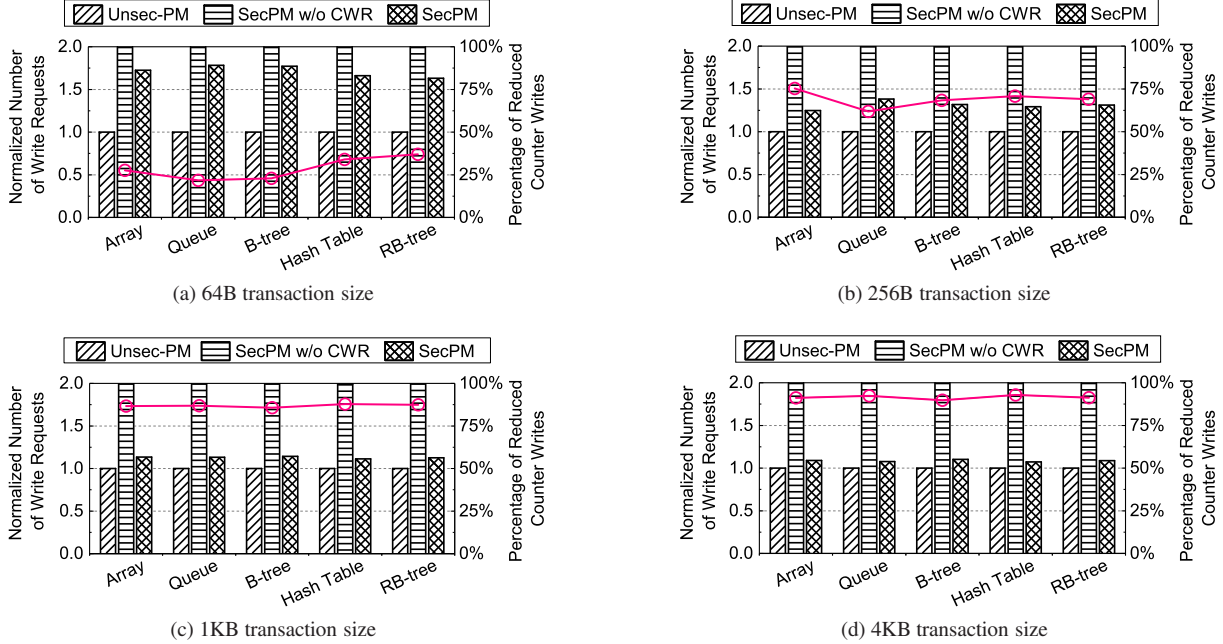 Unsec-PM SecPM w/o CWR SecPM
Normalized Number
of Write Requests
2.0
1.5
1.0
0.5
0.0
100%
75%
50%
25%
0%
Percentage of Reduced
Counter Writes
Array Queue B-tree Hash Table RB-tree
(a) 64B transaction size
Unsec-PM SecPM w/o CWR SecPM
Normalized Number
of Write Requests
2.0
1.5
1.0
0.5
0.0
100%
75%
50%
25%
0%
Percentage of Reduced
Counter Writes
Array Queue B-tree Hash Table RB-tree
(b) 256B transaction size
Unsec-PM SecPM w/o CWR SecPM
Normalized Number
of Write Requests
2.0
1.5
1.0
0.5
0.0
100%
75%
50%
25%
0%
Percentage of Reduced
Counter Writes
Array Queue B-tree Hash Table RB-tree
(c) 1KB transaction size
Unsec-PM SecPM w/o CWR SecPM
Normalized Number
of Write Requests
2.0
1.5
1.0
0.5
0.0
100%
75%
50%
25%
0%
Percentage of Reduced
Counter Writes
Array Queue B-tree Hash Table RB-tree
(d) 4KB transaction size